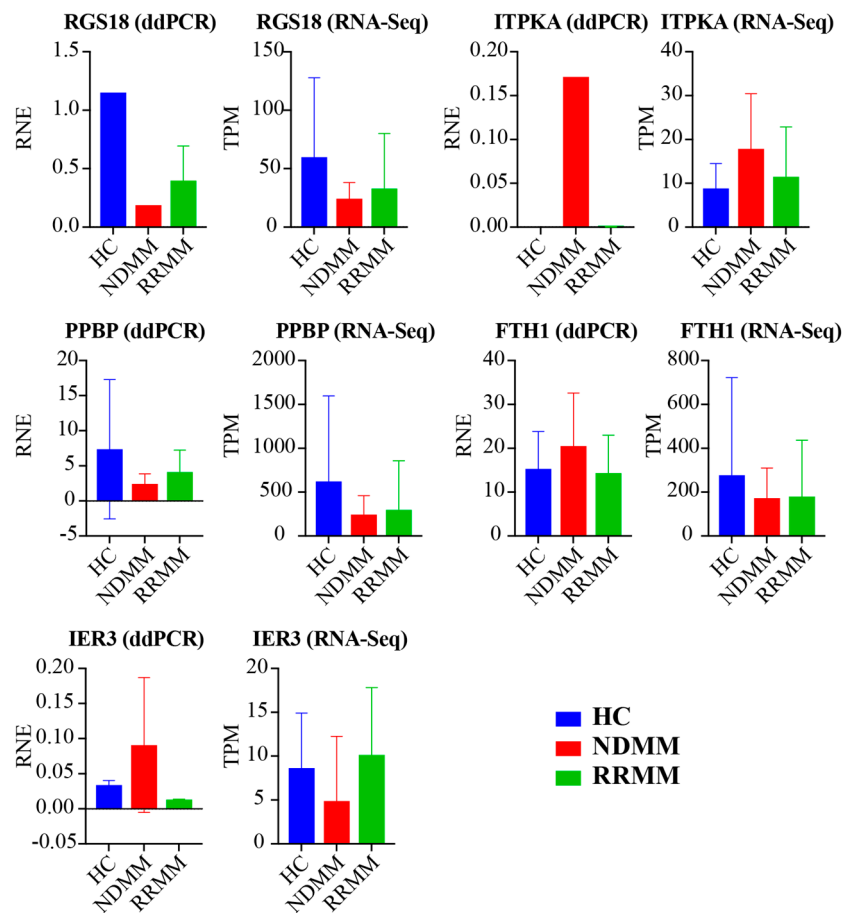 RGS18 (ddPCR)
RNE
1.5
1.0
0.5
0.0
HC
NDMM
RRMM
RGS18 (RNA-Seq)
TPM
150
100
50
0
HC
NDMM
RRMM
ITPKA (ddPCR)
RNE
0.20
0.15
0.10
0.05
0.00
HC
NDMM
RRMM
ITPKA (RNA-Seq)
TPM
40
30
20
10
0
HC
NDMM
RRMM
PPBP (ddPCR)
RNE
20
15
10
5
0
-5
HC
NDMM
RRMM
PPBP (RNA-Seq)
TPM
2000
1500
1000
500
0
HC
NDMM
RRMM
FTH1 (ddPCR)
RNE
40
30
20
10
0
HC
NDMM
RRMM
FTH1 (RNA-Seq)
TPM
800
600
400
200
0
HC
NDMM
RRMM
IER3 (ddPCR)
RNE
0.20
0.15
0.10
0.05
0.00
-0.05
HC
NDMM
RRMM
IER3 (RNA-Seq)
TPM
20
15
10
5
0
HC
NDMM
RRMM
HC
NDMM
RRMM